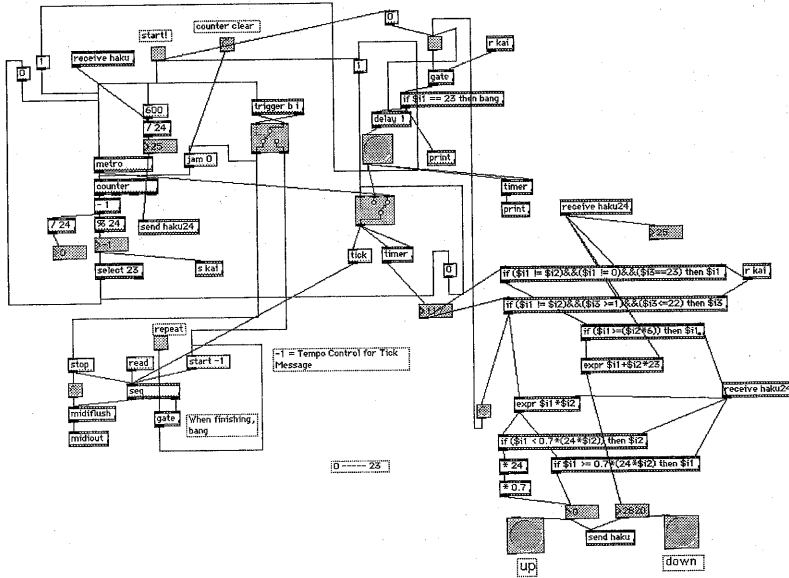 counter clear
start!
0
receive haku
1
r kai
0
1
gate
600
trigger b i
if $i1 == 23 then bang
/ 24
delay 1
>25
print
metro
jam 0
timer
counter
print
receive haku24
- 1
/ 24
% 24
send haku24
>0
>-1
tick
timer
select 23
s kai
0
if ($i1 != $i2)&&($i1 != 0)&&($i3==23) then $i1
r kai
>117
if ($i1 != $i2)&&($i3 >=1)&&($i3<=22) then $i3
repeat
if ($i1 >=($i2*6)) then $i1
stop
read
start -1
-1 = Tempo Control for Tick
Message
expr $i1+$i2*23
seq
receive haku24
expr $i1*$i2
midiflush
gate
When finishing,
bang
midiout
if ($i1 < 0.7*(24*$i2)) then $i2
0 ----- 23
* 24
if $i1 >= 0.7*(24*$i2) then $i1
* 0.7
>0
>2820
send haku
up
down